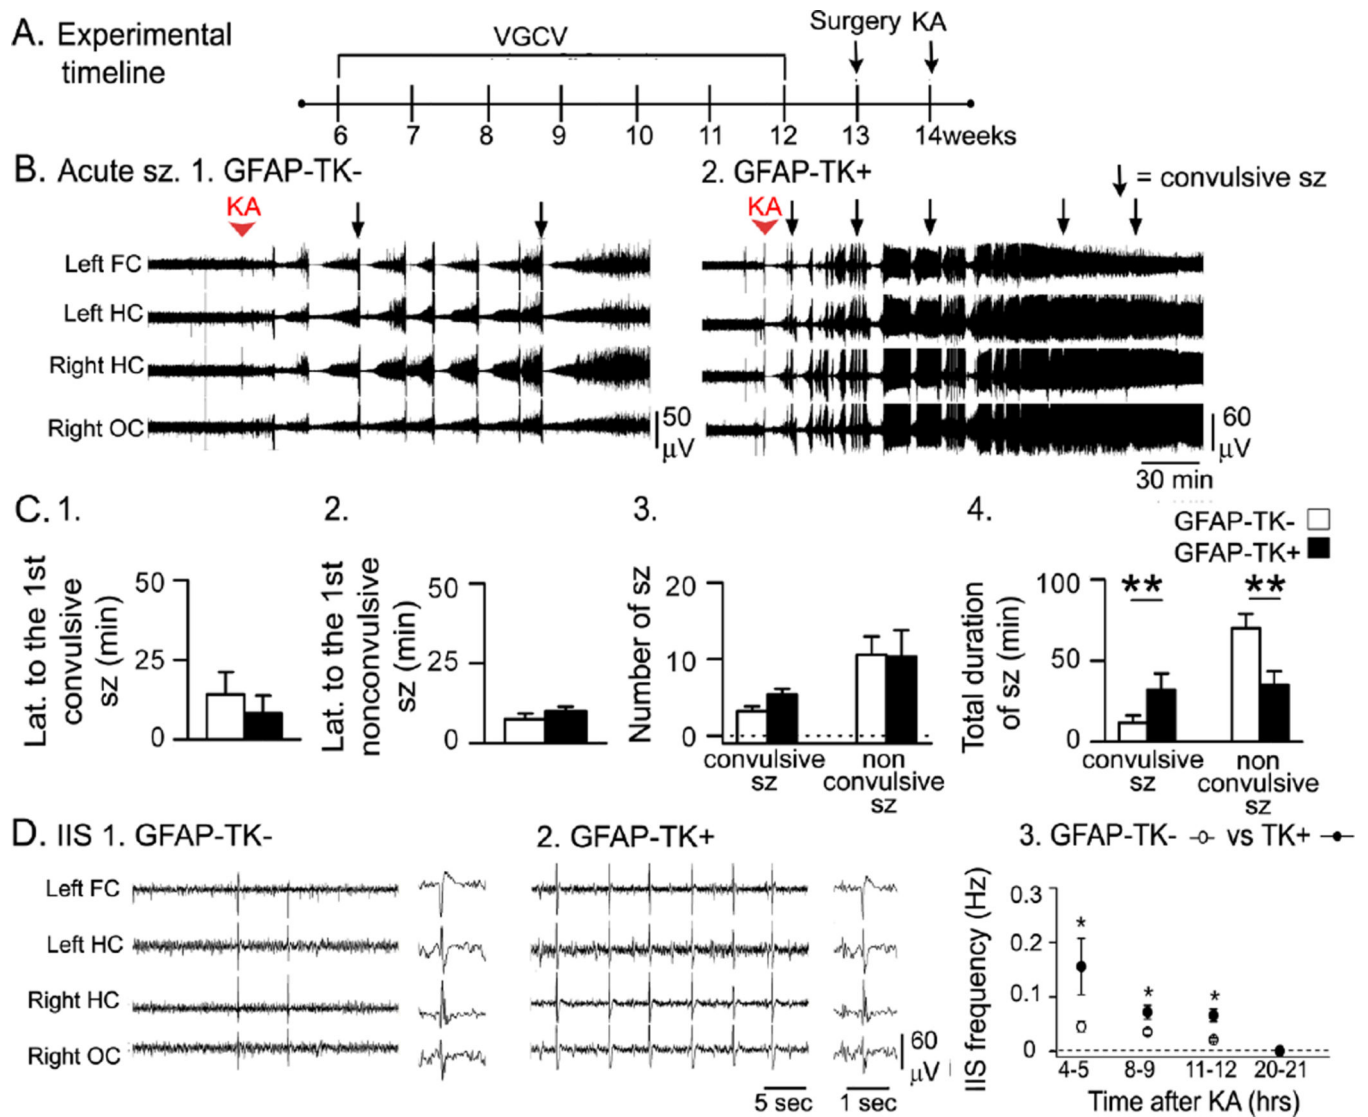 A. Experimental timeline
VGCV
Surgery KA
6 7 8 9 10 11 12 13 14weeks
B. Acute sz. 1. GFAP-TK-
2. GFAP-TK+
= convulsive sz
KA
KA
Left FC
Left HC
Right HC
Right OC
50 µV
60 µV
30 min
C. 1.
2.
3.
4.
GFAP-TK-
GFAP-TK+
Lat. to the 1st convulsive sz (min)
50
25
0
Lat. to the 1st nonconvulsive sz (min)
50
25
0
Number of sz
20
10
0
convulsive sz
non convulsive sz
Total duration of sz (min)
100
50
0
** **
convulsive sz
non convulsive sz
D. IIS 1. GFAP-TK-
2. GFAP-TK+
3. GFAP-TK- vs TK+
Left FC
Left HC
Right HC
Right OC
60 µV
5 sec
1 sec
IIS frequency (Hz)
0.3
0.2
0.1
0
* * *
4-5 8-9 11-12 20-21
Time after KA (hrs)